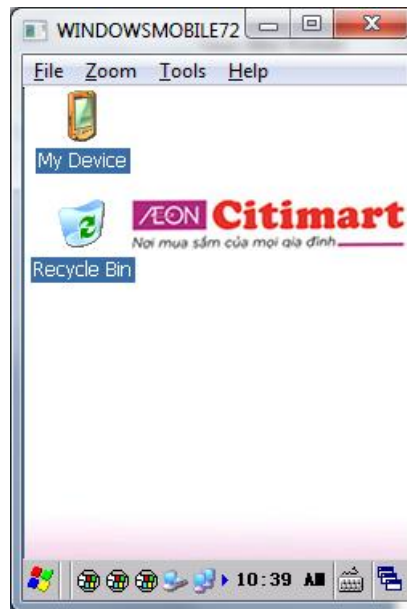 WINDOWSMOBILE72
File Zoom Tools Help
My Device
ÆON Citimart
Nơi mua sắm của mọi gia đình
Recycle Bin
10:39 AM